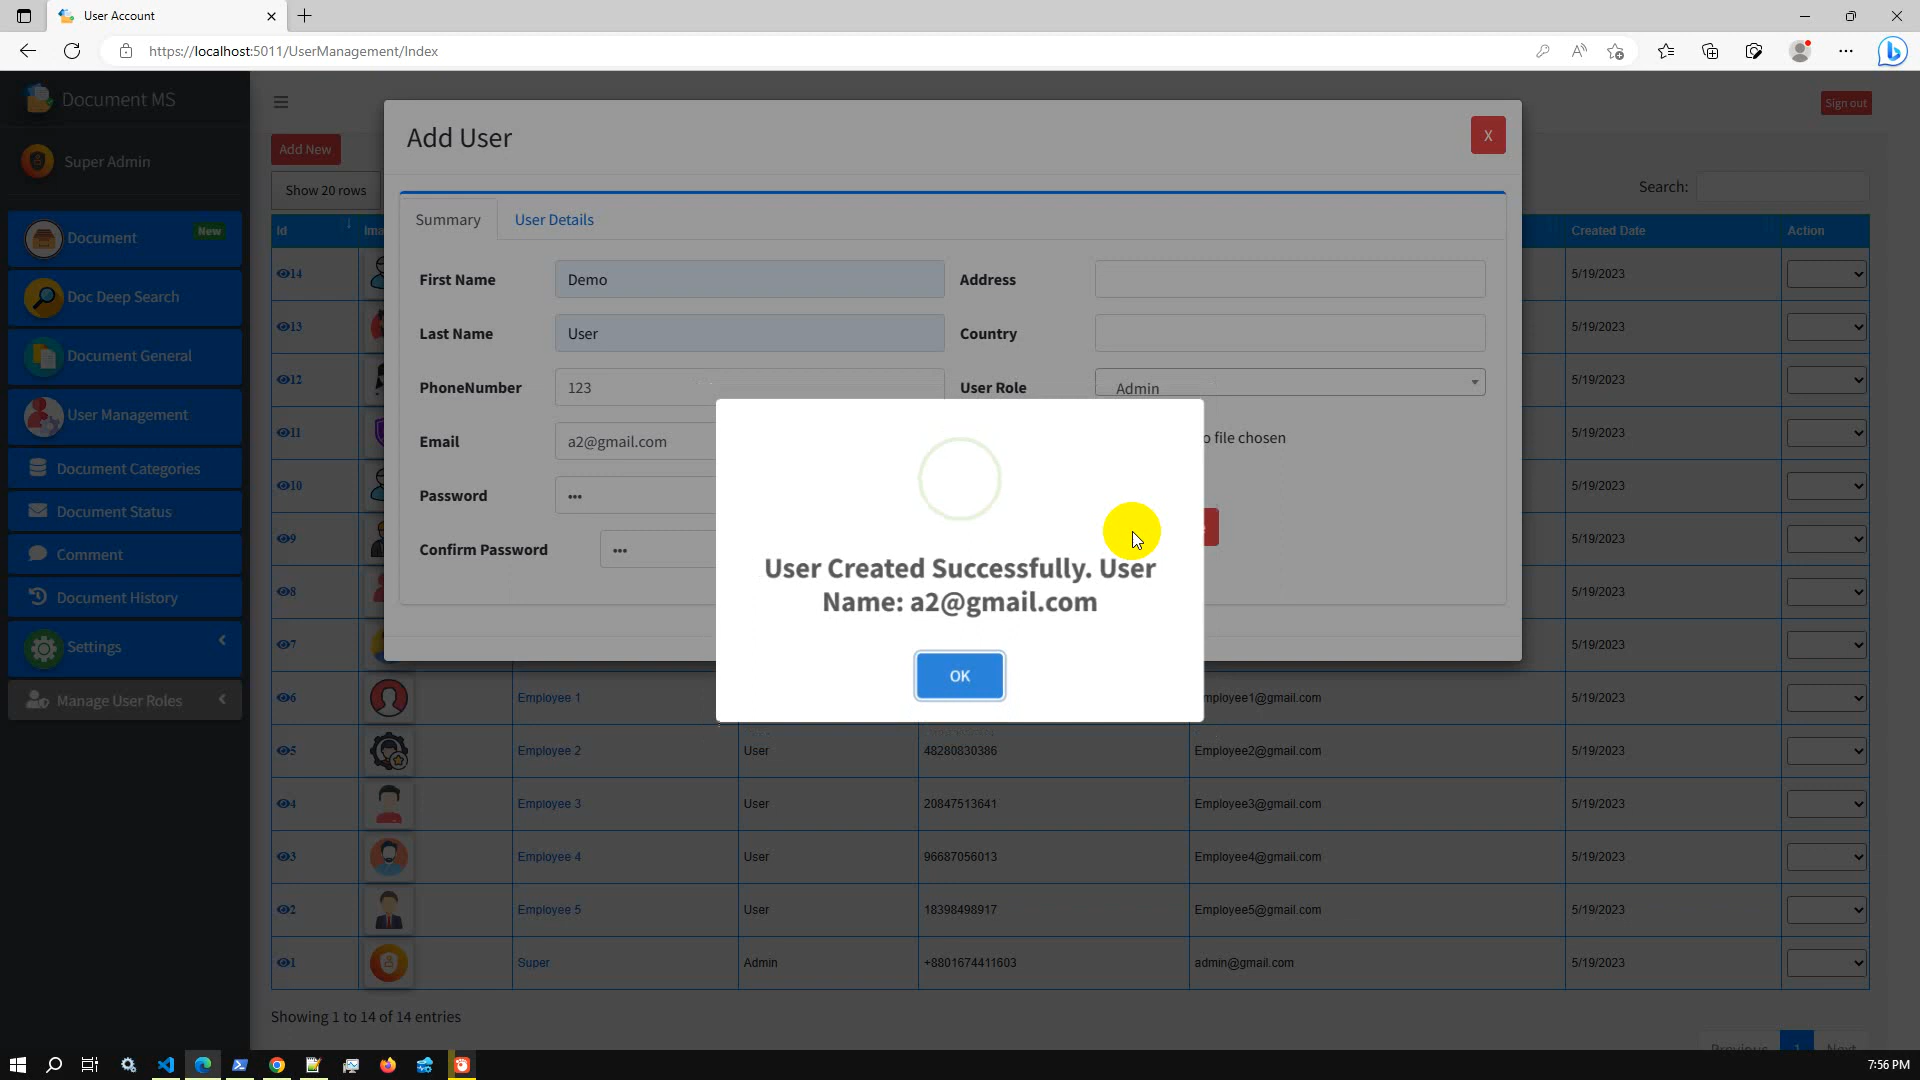 User Account
https://localhost:5011/UserManagement/Index
Document MS
Sign out
Super Admin
Add New
Show 20 rows
Search:
Add User
X
Summary
User Details
Document
New
Doc Deep Search
Document General
User Management
Document Categories
Document Status
Comment
Document History
Settings
Manage User Roles
First Name
Demo
Address
Last Name
User
Country
PhoneNumber
123
User Role
Admin
Email
a2@gmail.com
o file chosen
Password
•••
Confirm Password
•••
User Created Successfully. User
Name: a2@gmail.com
OK
Id
Ima
Created Date
Action
14
5/19/2023
13
5/19/2023
12
5/19/2023
11
5/19/2023
10
5/19/2023
9
5/19/2023
8
5/19/2023
7
5/19/2023
6
Employee 1
mployee1@gmail.com
5/19/2023
5
Employee 2
User
48280830386
Employee2@gmail.com
5/19/2023
4
Employee 3
User
20847513641
Employee3@gmail.com
5/19/2023
3
Employee 4
User
96687056013
Employee4@gmail.com
5/19/2023
2
Employee 5
User
18398498917
Employee5@gmail.com
5/19/2023
1
Super
Admin
+8801674411603
admin@gmail.com
5/19/2023
Showing 1 to 14 of 14 entries
Previous
1
Next
7:56 PM